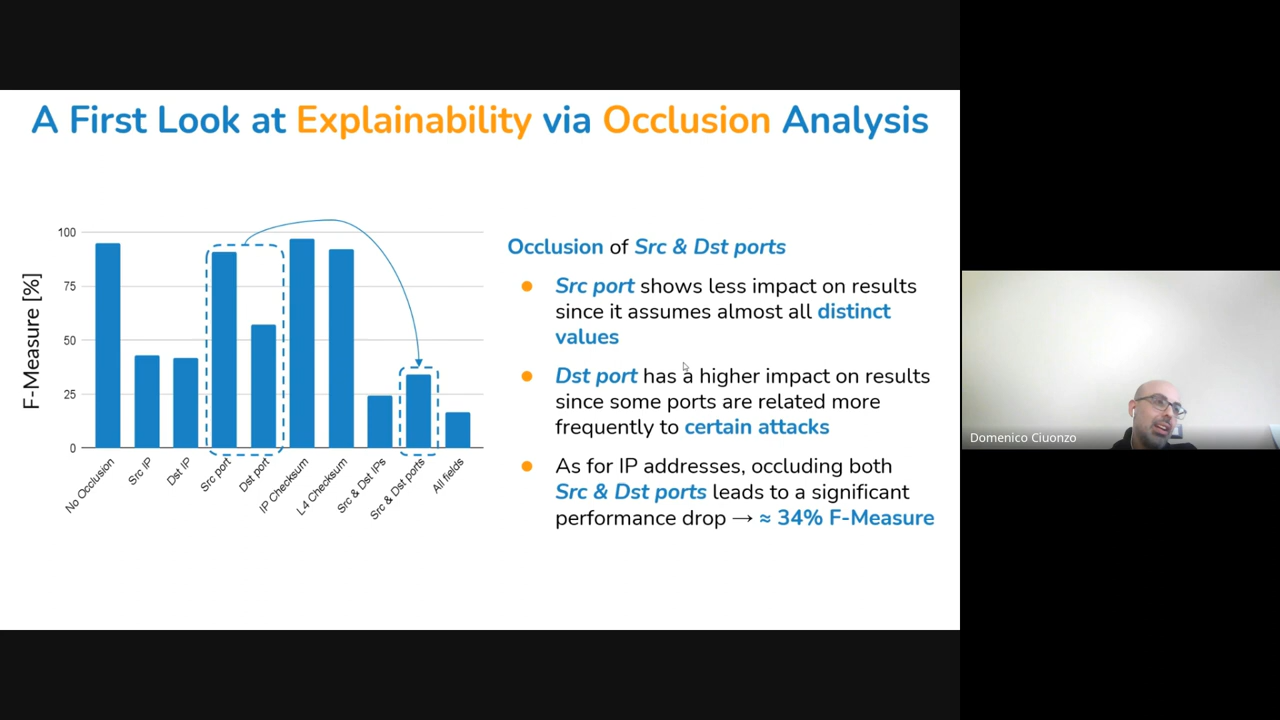 A First Look at Explainability via Occlusion Analysis
F-Measure [%]
100
75
50
25
0
No Occlusion
Src IP
Dst IP
Src port
Dst port
IP Checksum
L4 Checksum
Src & Dst IPs
Src & Dst ports
All fields
Occlusion of Src & Dst ports
Src port shows less impact on results
since it assumes almost all distinct
values
Dst port has a higher impact on results
since some ports are related more
frequently to certain attacks
As for IP addresses, occluding both
Src & Dst ports leads to a significant
performance drop → ≈ 34% F-Measure
Domenico Ciuonzo